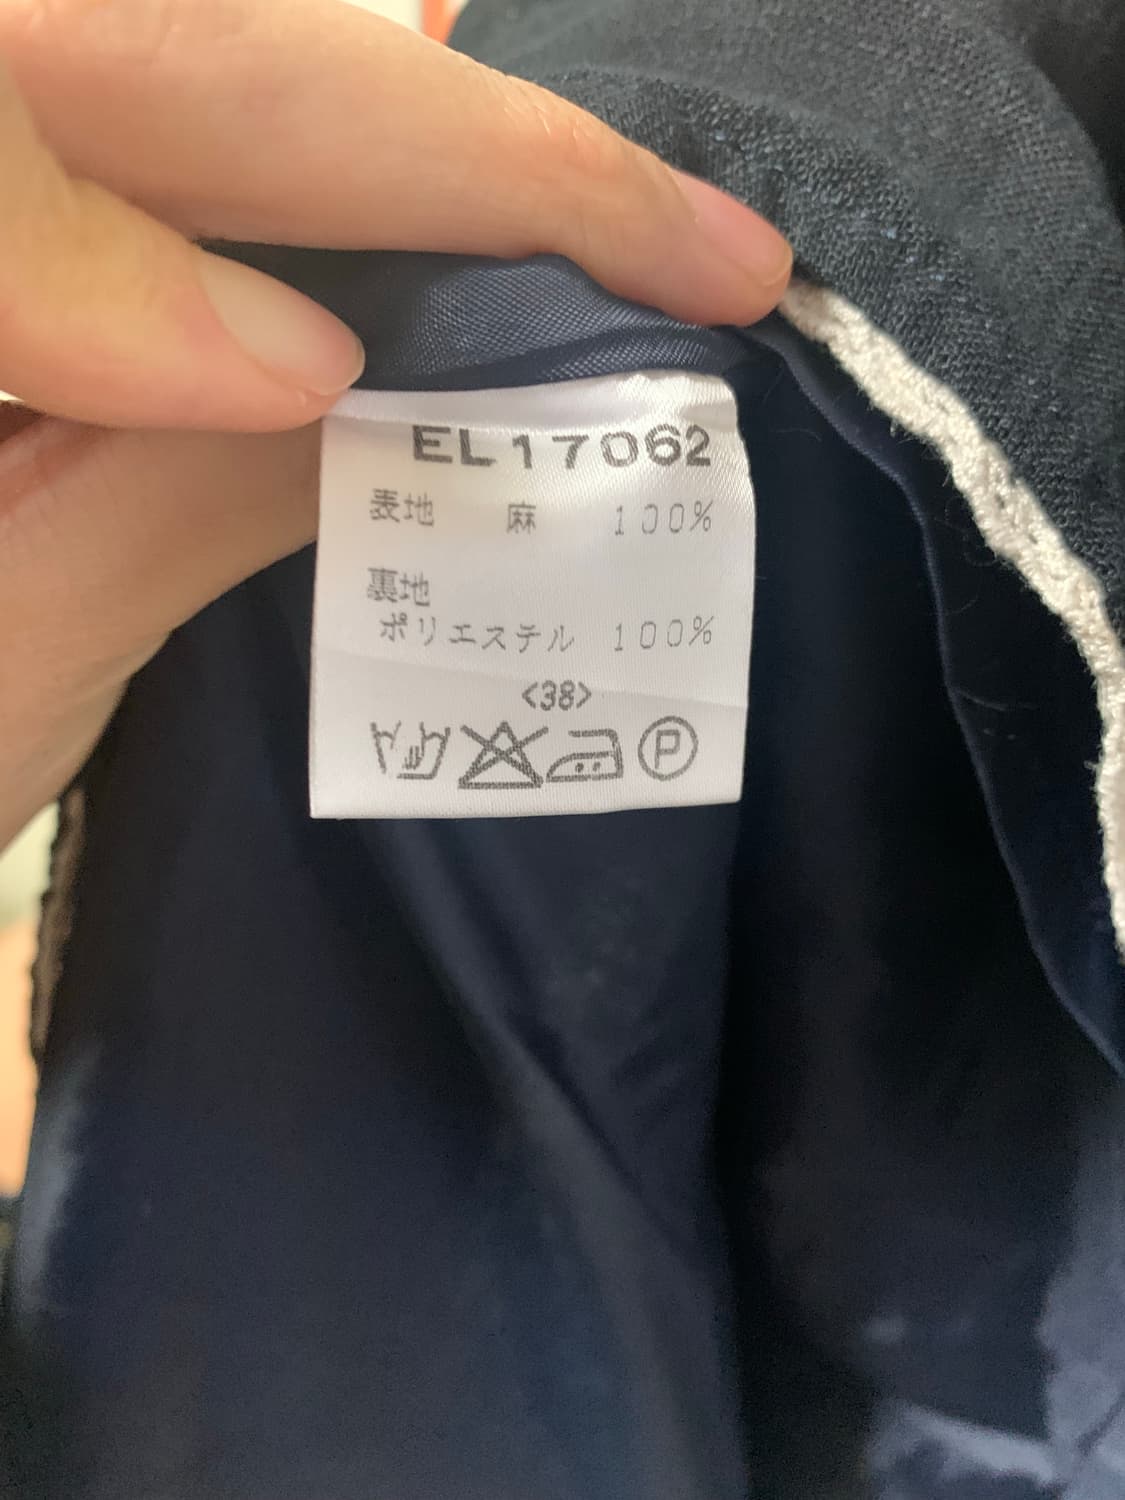 EL17062
表地 麻 100%
裏地
ポリエステル 100%
<38>
P